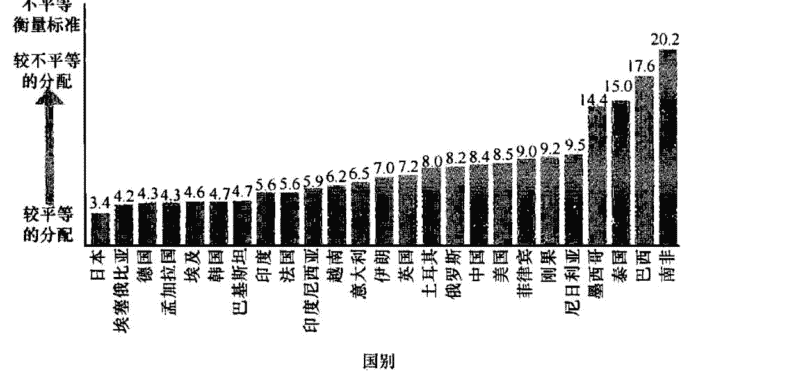 不平等
衡量标准
较不平等
的分配
较平等
的分配
3.4
4.2
4.3
4.3
4.6
4.7
4.7
5.6
5.6
5.9
6.2
6.5
7.0
7.2
8.0
8.2
8.4
8.5
9.0
9.2
9.5
14.4
15.0
17.6
20.2
日本
埃塞俄比亚
德国
孟加拉国
埃及
韩国
巴基斯坦
印度
法国
印度尼西亚
越南
意大利
伊朗
英国
土耳其
俄罗斯
中国
美国
菲律宾
刚果
尼日利亚
墨西哥
泰国
巴西
南非
国别